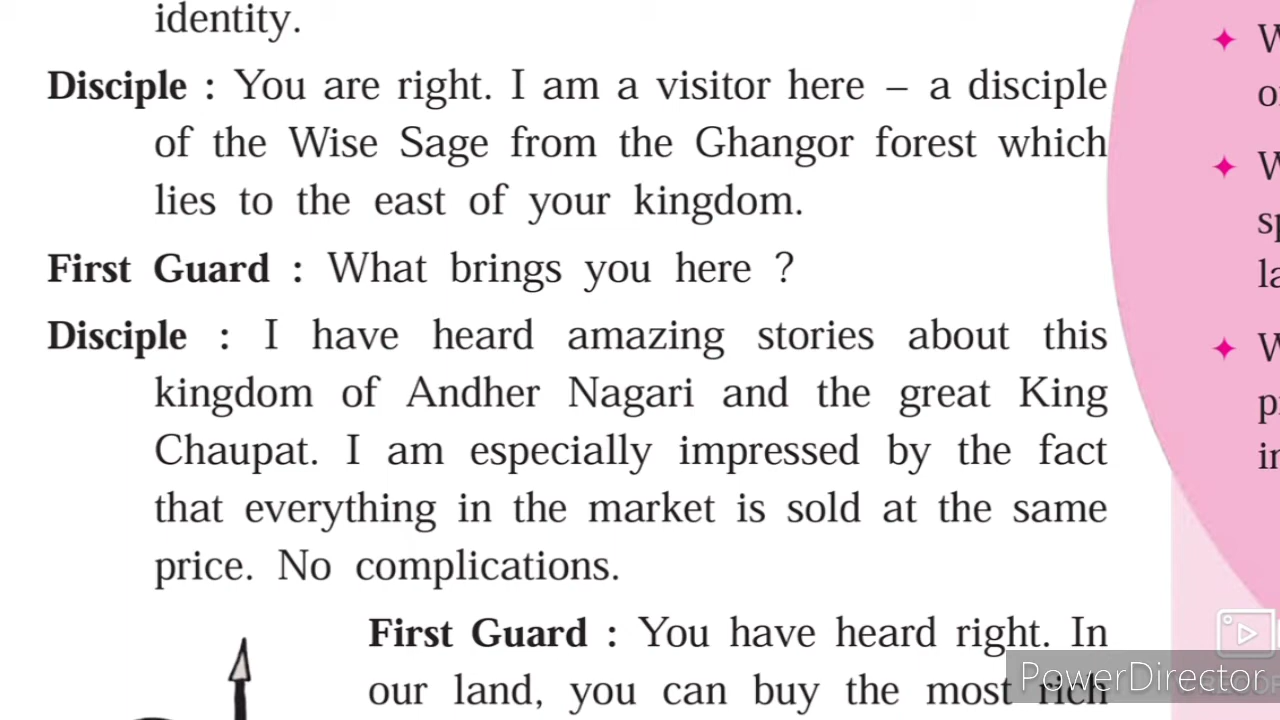 identity.
Disciple : You are right. I am a visitor here – a disciple
of the Wise Sage from the Ghangor forest which
lies to the east of your kingdom.
First Guard : What brings you here ?
Disciple : I have heard amazing stories about this
kingdom of Andher Nagari and the great King
Chaupat. I am especially impressed by the fact
that everything in the market is sold at the same
price. No complications.
First Guard : You have heard right. In
our land, you can buy the most rich
PowerDirector